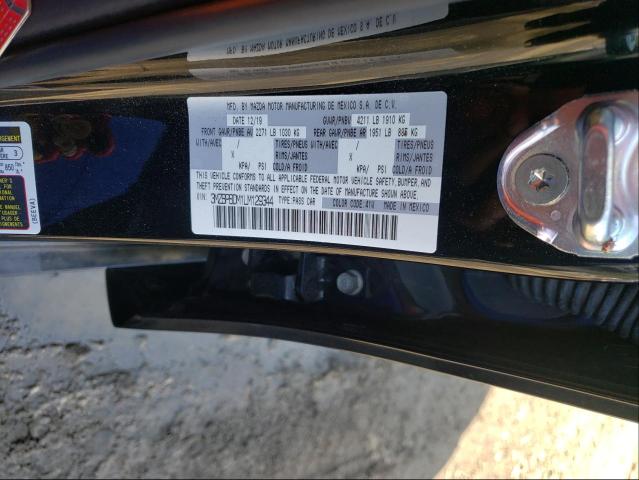 MFD. BY MAZDA MOTOR MANUFACTURING DE MEXICO S.A. DE C.V.
DATE 12/19 GVWR/PNBV 4211 LB 1910 KG
FRONT GAWR/PNBE AV 2271 LB 1030 KG REAR GAWR/PNBE AR 1951 LB 885 KG
WITH/AVEC / TIRES/PNEUS WITH/AVEC / TIRES/PNEUS
X RIMS/JANTES X RIMS/JANTES
KPA/ PSI COLD/A FROID KPA/ PSI COLD/A FROID
THIS VEHICLE CONFORMS TO ALL APPLICABLE FEDERAL MOTOR VEHICLE SAFETY, BUMPER, AND
THEFT PREVENTION STANDARDS IN EFFECT ON THE DATE OF MANUFACTURE SHOWN ABOVE.
VIN: 3MZBPBDM1LM129344 TYPE: PASS CAR COLOR CODE: 41W MADE IN MEXICO
(BEEVA)